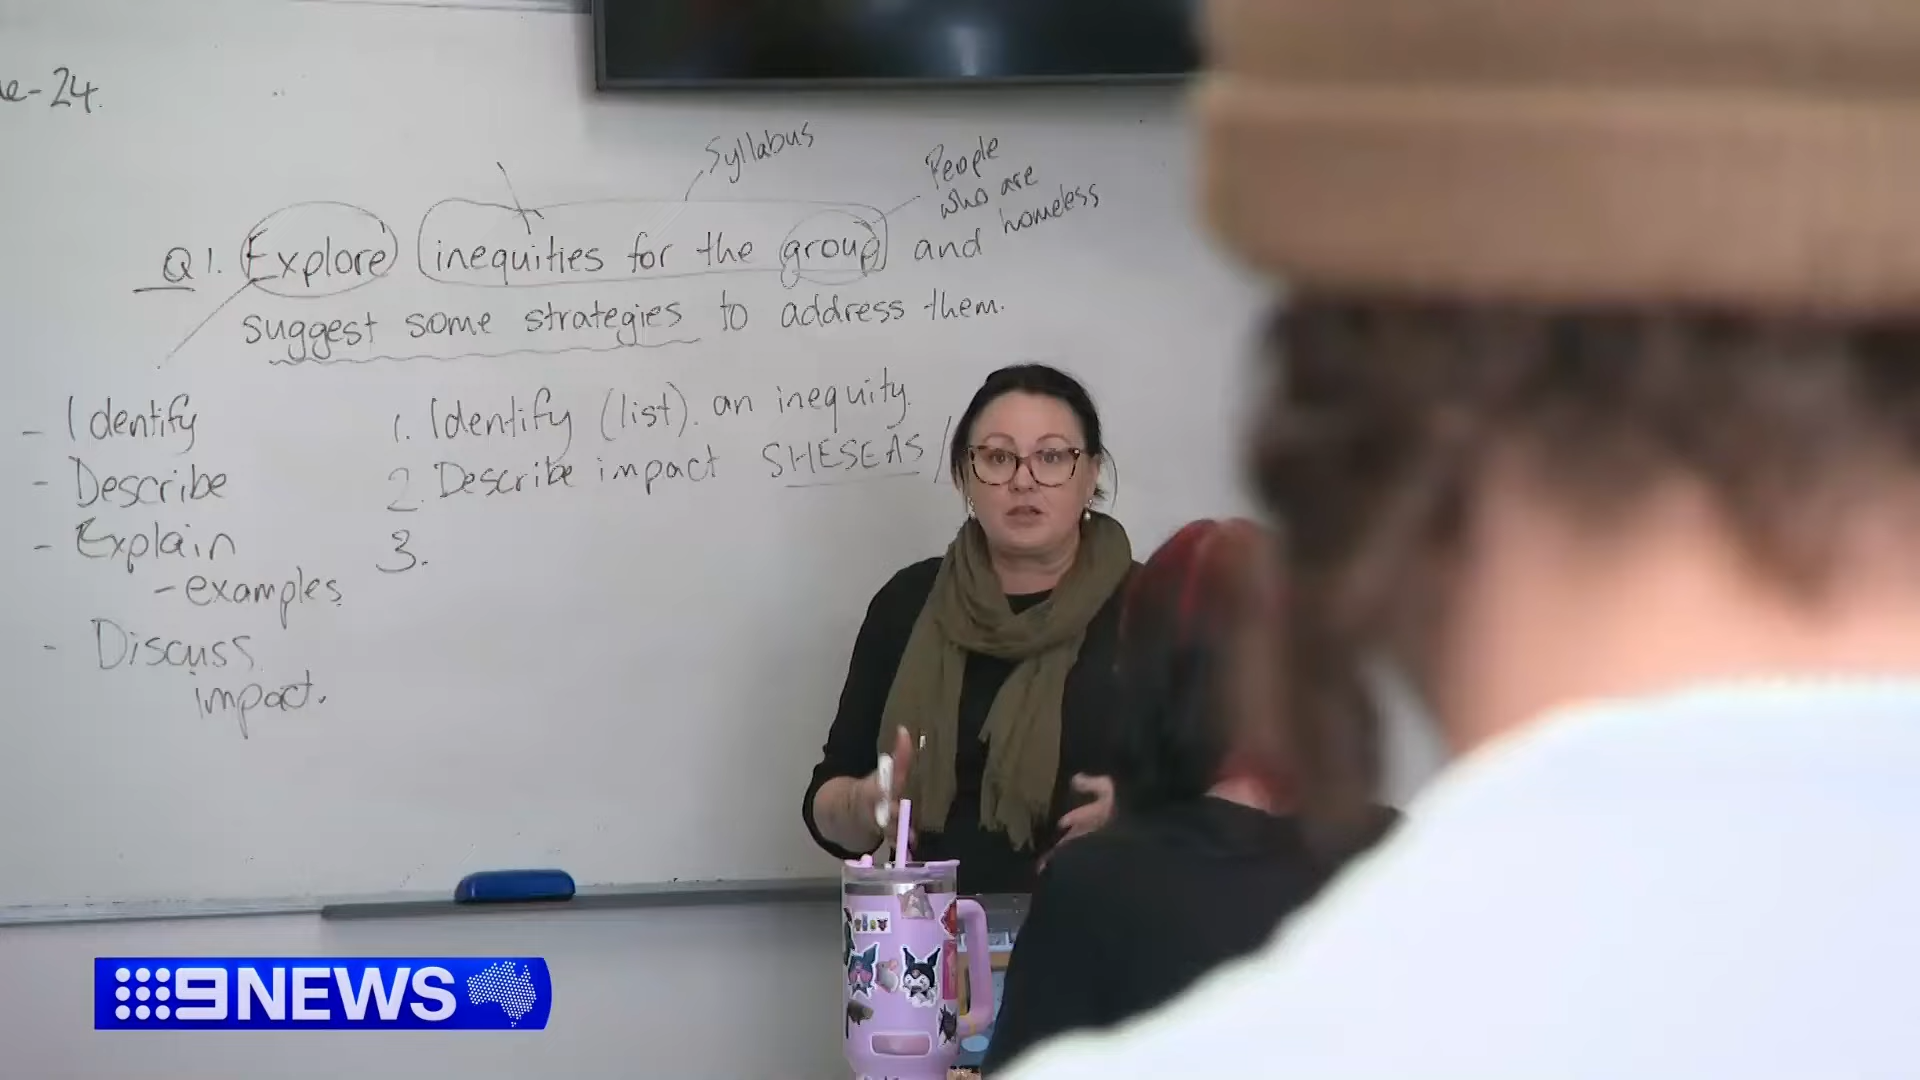 e-24.
Syllabus
People
who are
homeless
Q1. Explore inequities for the group and
suggest some strategies to address them.
- Identify
- Describe
- Explain
- examples.
- Discuss
impact.
1. Identify (list). an inequity.
2. Describe impact SHESEAS /
3.
9NEWS